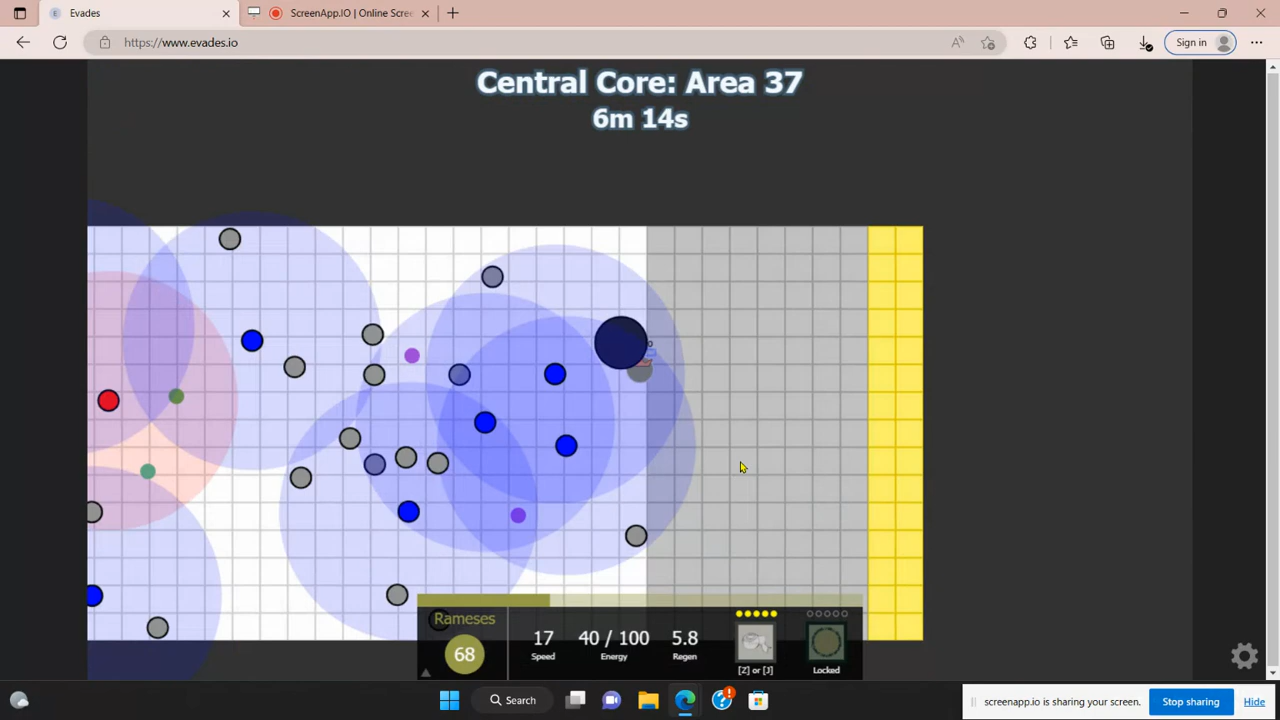 Evades
ScreenApp.IO | Online Scre
https://www.evades.io
Sign in
Central Core: Area 37
6m 14s
Rameses
68
17
Speed
40 / 100
Energy
5.8
Regen
[Z] or [J]
Locked
Search
screenapp.io is sharing your screen.
Stop sharing
Hide